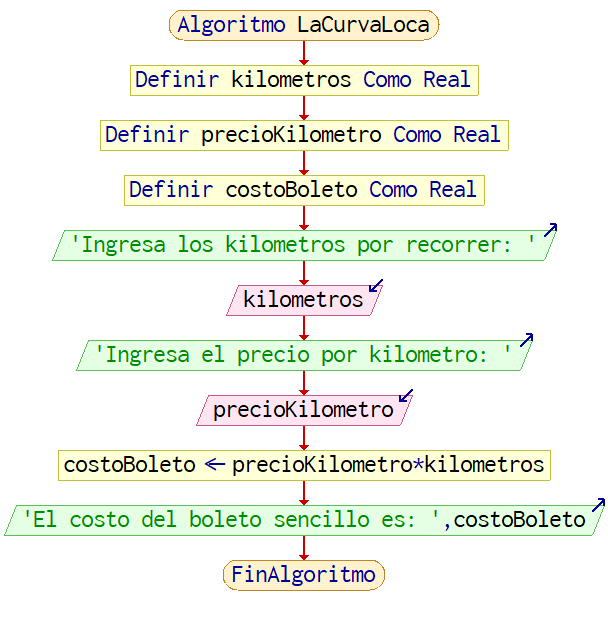 Algoritmo LaCurvaLoca
Definir kilometros Como Real
Definir precioKilometro Como Real
Definir costoBoleto Como Real
'Ingresa los kilometros por recorrer: '
kilometros
'Ingresa el precio por kilometro: '
precioKilometro
costoBoleto ← precioKilometro*kilometros
'El costo del boleto sencillo es: ',costoBoleto
FinAlgoritmo